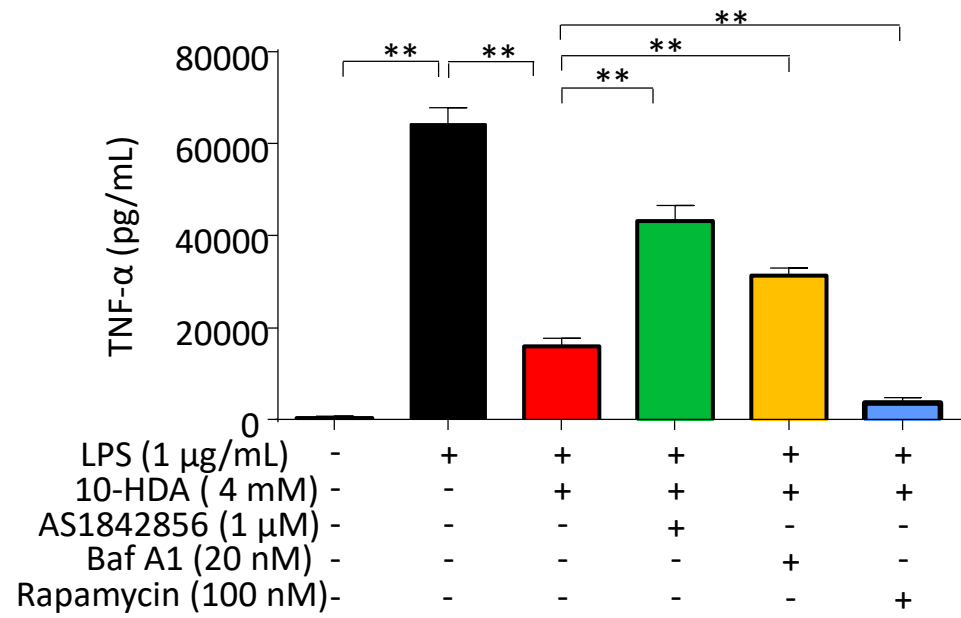 **
** ** **
**
80000
60000
40000
20000
0
TNF-α (pg/mL)
LPS (1 μg/mL) - + + + + +
10-HDA ( 4 mM) - - + + + +
AS1842856 (1 μM) - - - + - -
Baf A1 (20 nM) - - - - + -
Rapamycin (100 nM) - - - - - +